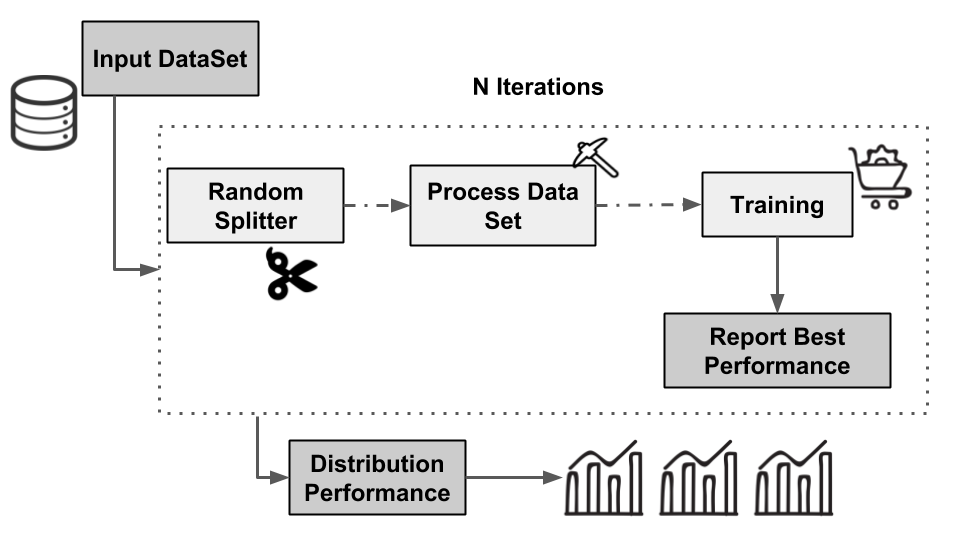 Input DataSet
N Iterations
Random
Splitter
Process Data
Set
Training
Report Best
Performance
Distribution
Performance